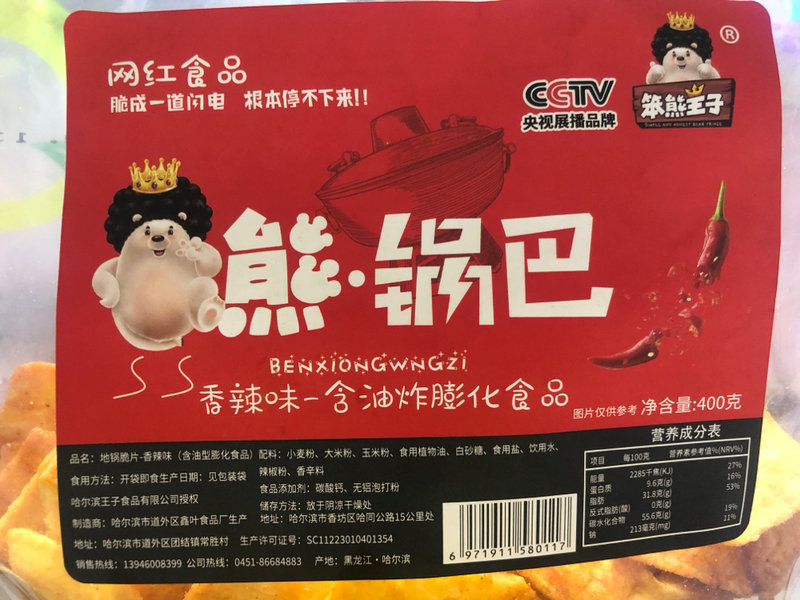 网红食品
脆成一道闪电 根本停不下来!!
CCTV
央视展播品牌
®
笨熊王子
SIMPLE AND HONEST BEAR PRINCE
熊·锅巴
BENXIONGWNGZI
香辣味-含油炸膨化食品
图片仅供参考 净含量:400克
品名：地锅脆片-香辣味（含油型膨化食品）
配料：小麦粉、大米粉、玉米粉、食用植物油、白砂糖、食用盐、饮用水、
辣椒粉、香辛料
食用方法：开袋即食
生产日期：见包装袋
食品添加剂：碳酸钙、无铝泡打粉
哈尔滨王子食品有限公司授权
储存方法：放于阴凉干燥处
制造商：哈尔滨市道外区鑫叶食品厂生产
地址：哈尔滨市香坊区哈同公路15公里处
地址：哈尔滨市道外区团结镇常胜村
生产许可证号：SC11223010401354
销售热线：13946008399
公司热线：0451-86684883
产地：黑龙江·哈尔滨
6 971911 580117
营养成分表
项目 每100克 营养素参考值%(NRV%)
能量 2285千焦(KJ) 27%
蛋白质 9.6克(g) 16%
脂肪 31.8克(g) 53%
反式脂肪(酸) 0克(g)
碳水化合物 55.6克(g) 19%
钠 213毫克(mg) 11%